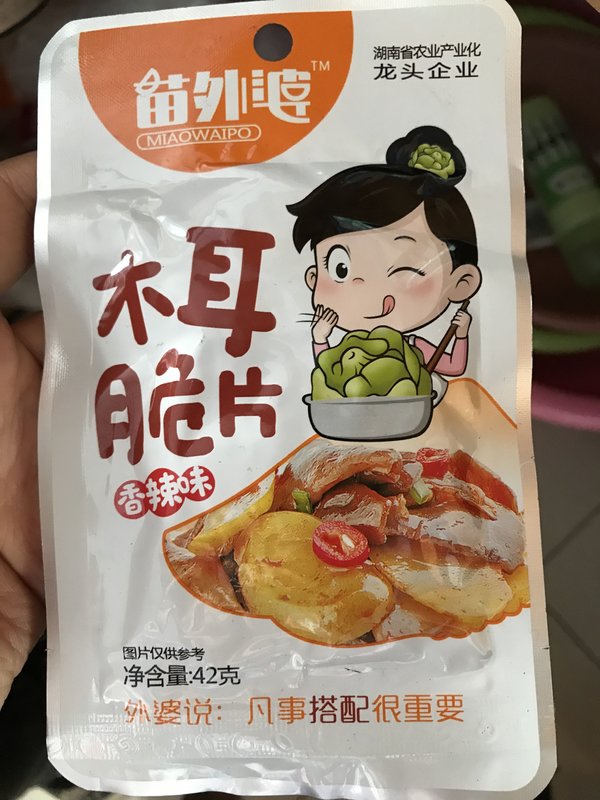 苗外婆™
MIAOWAIPO
湖南省农业产业化
龙头企业
木耳
脆片
香辣味
图片仅供参考
净含量:42克
外婆说：凡事搭配很重要